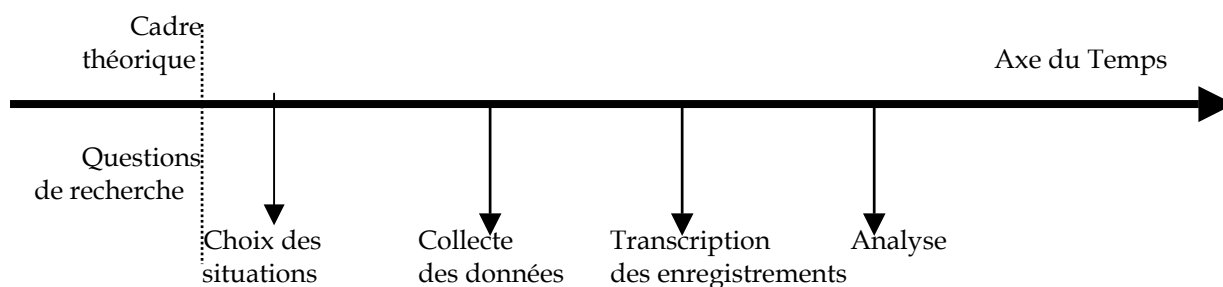 Cadre
théorique
Axe du Temps
Questions
de recherche
Choix des
situations
Collecte
des données
Transcription
des enregistrements
Analyse